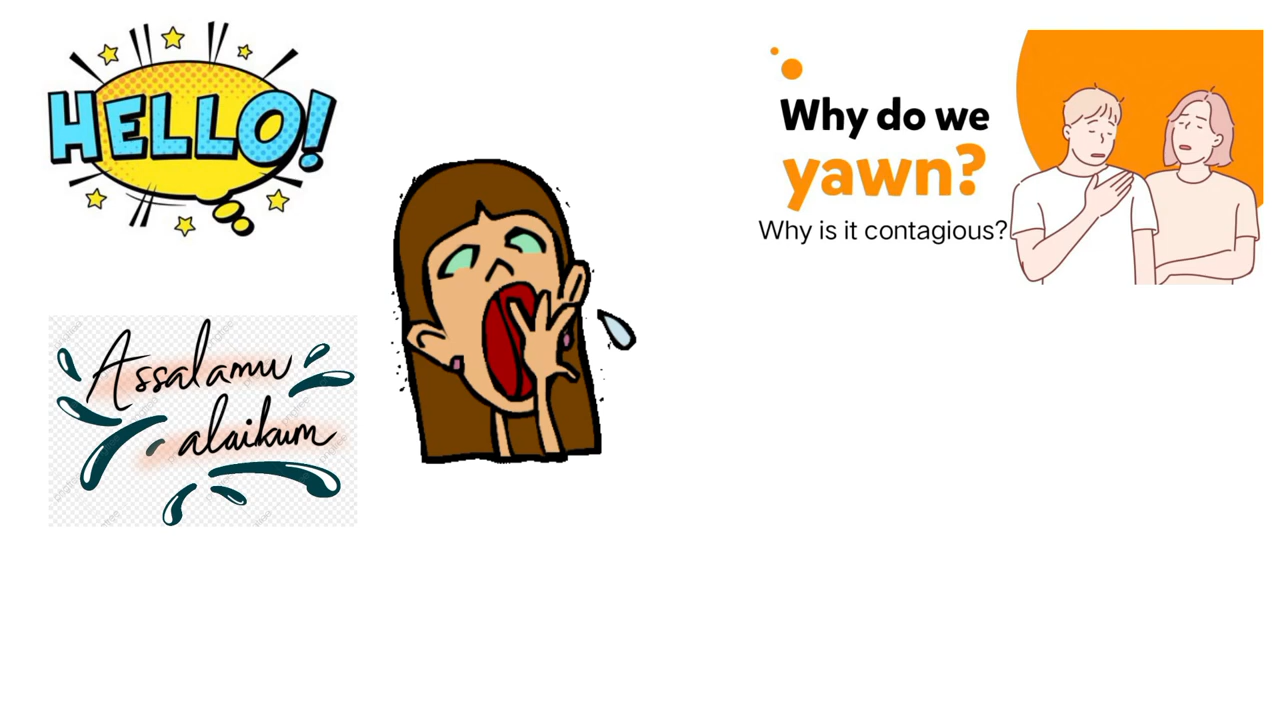 HELLO!
Assalamu
alaikum
Why do we
yawn?
Why is it contagious?